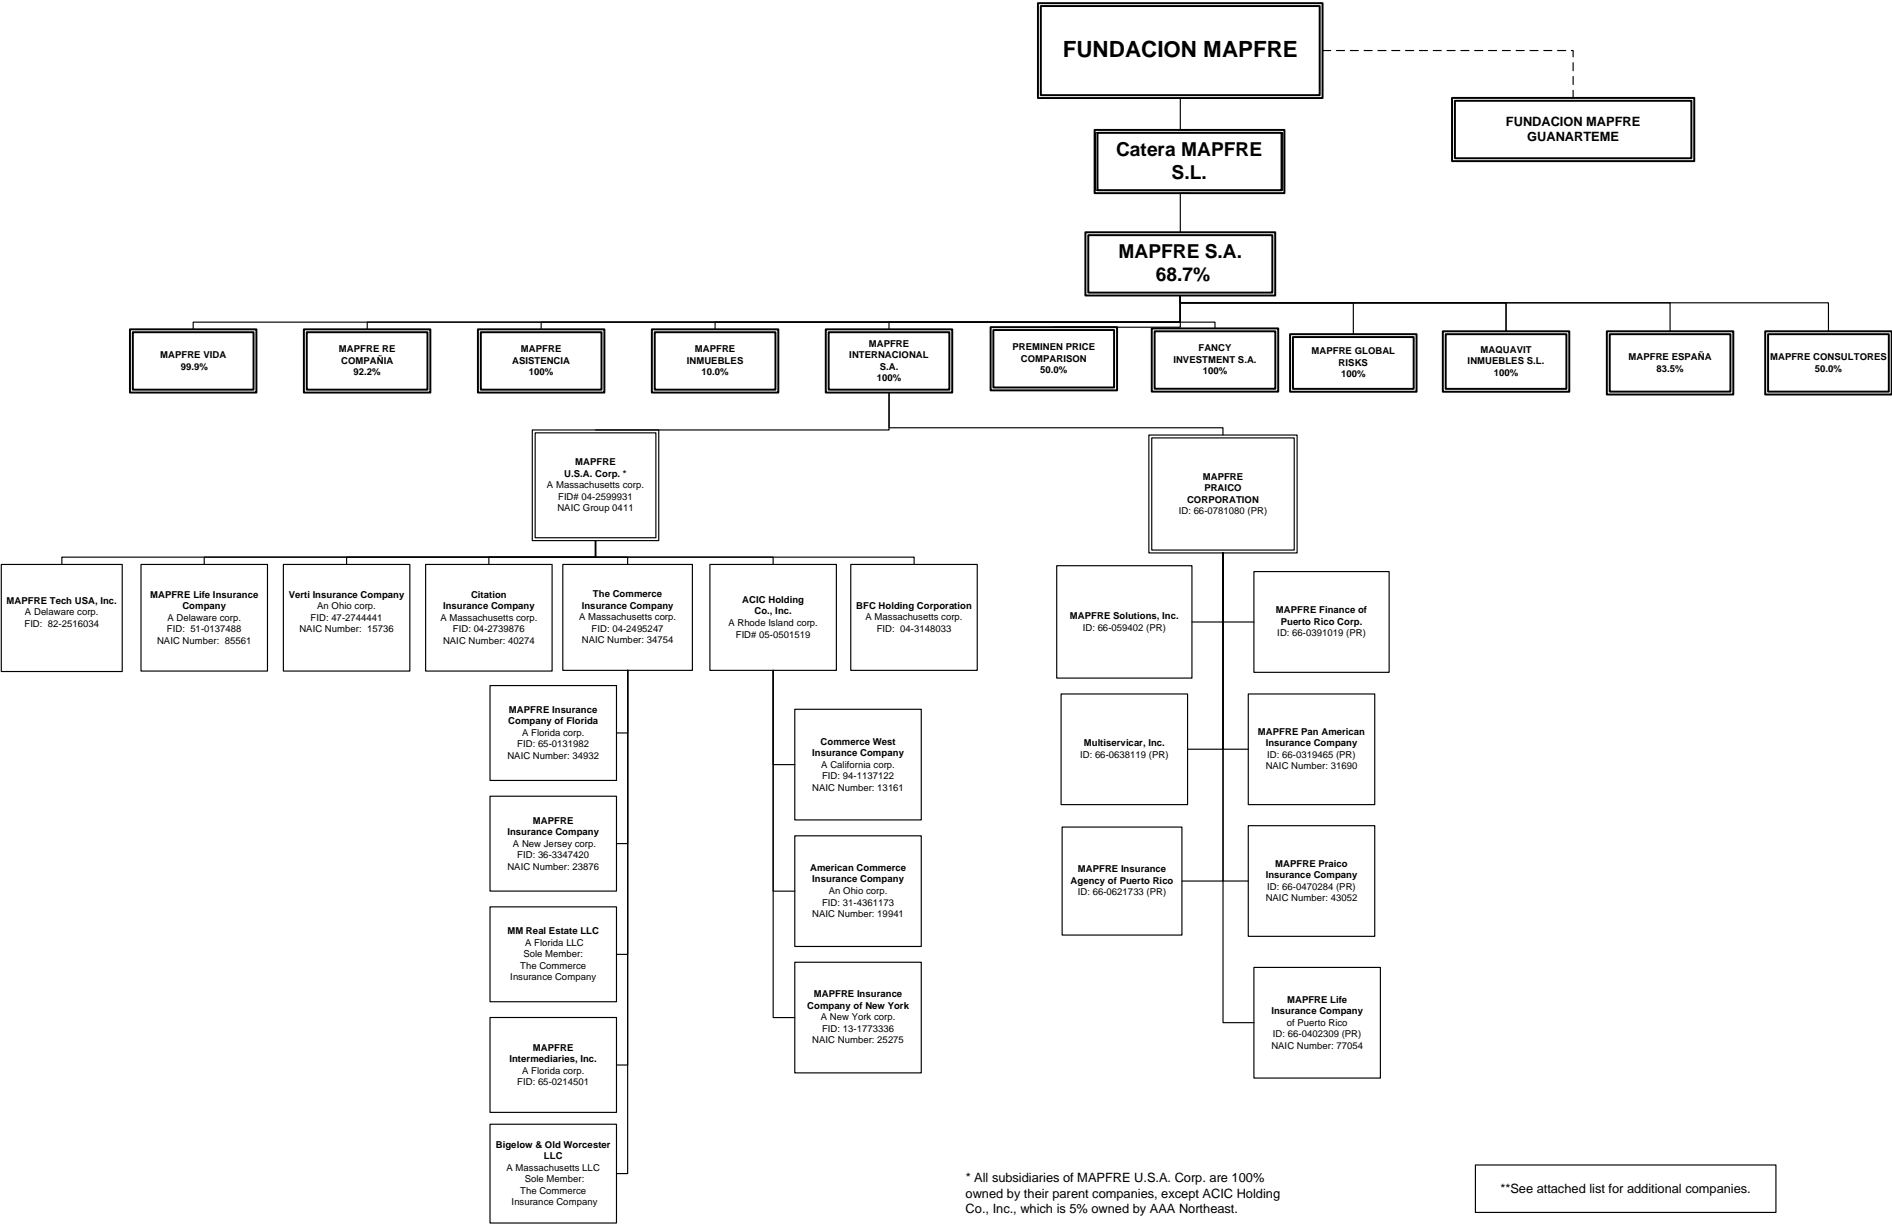 FUNDACION MAPFRE
FUNDACION MAPFRE
GUANARTEME
Catera MAPFRE
S.L.
MAPFRE S.A.
68.7%
MAPFRE VIDA
99.9%
MAPFRE RE
COMPAÑIA
92.2%
MAPFRE
ASISTENCIA
100%
MAPFRE
INMUEBLES
10.0%
MAPFRE
INTERNACIONAL
S.A.
100%
PREMINEN PRICE
COMPARISON
50.0%
FANCY
INVESTMENT S.A.
100%
MAPFRE GLOBAL
RISKS
100%
MAQUAVIT
INMUEBLES S.L.
100%
MAPFRE ESPAÑA
83.5%
MAPFRE CONSULTORES
50.0%
MAPFRE
U.S.A. Corp. *
A Massachusetts corp.
FID# 04-2599931
NAIC Group 0411
MAPFRE
PRAICO
CORPORATION
ID: 66-0781080 (PR)
MAPFRE Tech USA, Inc.
A Delaware corp.
FID: 82-2516034
MAPFRE Life Insurance
Company
A Delaware corp.
FID: 51-0137488
NAIC Number: 85561
Verti Insurance Company
An Ohio corp.
FID: 47-2744441
NAIC Number: 15736
Citation
Insurance Company
A Massachusetts corp.
FID: 04-2739876
NAIC Number: 40274
The Commerce
Insurance Company
A Massachusetts corp.
FID: 04-2495247
NAIC Number: 34754
ACIC Holding
Co., Inc.
A Rhode Island corp.
FID# 05-0501519
BFC Holding Corporation
A Massachusetts corp.
FID: 04-3148033
MAPFRE Insurance
Company of Florida
A Florida corp.
FID: 65-0131982
NAIC Number: 34932
MAPFRE
Insurance Company
A New Jersey corp.
FID: 36-3347420
NAIC Number: 23876
MM Real Estate LLC
A Florida LLC
Sole Member:
The Commerce
Insurance Company
MAPFRE
Intermediaries, Inc.
A Florida corp.
FID: 65-0214501
Bigelow & Old Worcester
LLC
A Massachusetts LLC
Sole Member:
The Commerce
Insurance Company
Commerce West
Insurance Company
A California corp.
FID: 94-1137122
NAIC Number: 13161
American Commerce
Insurance Company
An Ohio corp.
FID: 31-4361173
NAIC Number: 19941
MAPFRE Insurance
Company of New York
A New York corp.
FID: 13-1773336
NAIC Number: 25275
MAPFRE Solutions, Inc.
ID: 66-059402 (PR)
MAPFRE Finance of
Puerto Rico Corp.
ID: 66-0391019 (PR)
Multiservicar, Inc.
ID: 66-0638119 (PR)
MAPFRE Pan American
Insurance Company
ID: 66-0319465 (PR)
NAIC Number: 31690
MAPFRE Insurance
Agency of Puerto Rico
ID: 66-0621733 (PR)
MAPFRE Praico
Insurance Company
ID: 66-0470284 (PR)
NAIC Number: 43052
MAPFRE Life
Insurance Company
of Puerto Rico
ID: 66-0402309 (PR)
NAIC Number: 77054
* All subsidiaries of MAPFRE U.S.A. Corp. are 100%
owned by their parent companies, except ACIC Holding
Co., Inc., which is 5% owned by AAA Northeast.
**See attached list for additional companies.